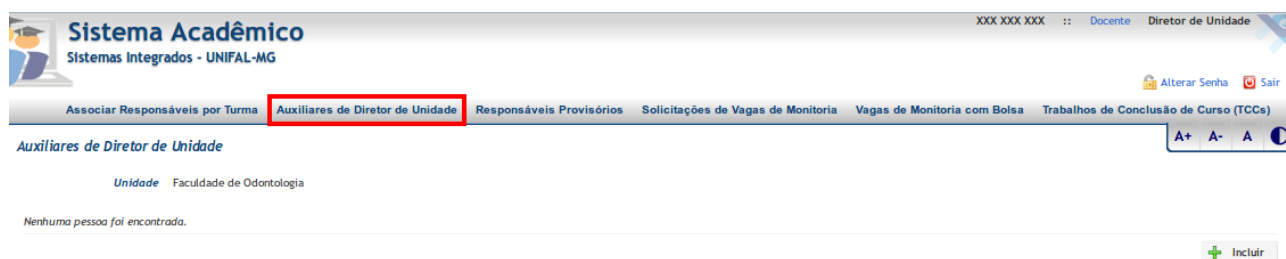 XXX XXX XXX :: Docente Diretor de Unidade
Sistema Acadêmico
Sistemas Integrados - UNIFAL-MG
Alterar Senha Sair
Associar Responsáveis por Turma Auxiliares de Diretor de Unidade Responsáveis Provisórios Solicitações de Vagas de Monitoria Vagas de Monitoria com Bolsa Trabalhos de Conclusão de Curso (TCCs)
A+ A- A
Auxiliares de Diretor de Unidade
Unidade Faculdade de Odontologia
Nenhuma pessoa foi encontrada.
Incluir